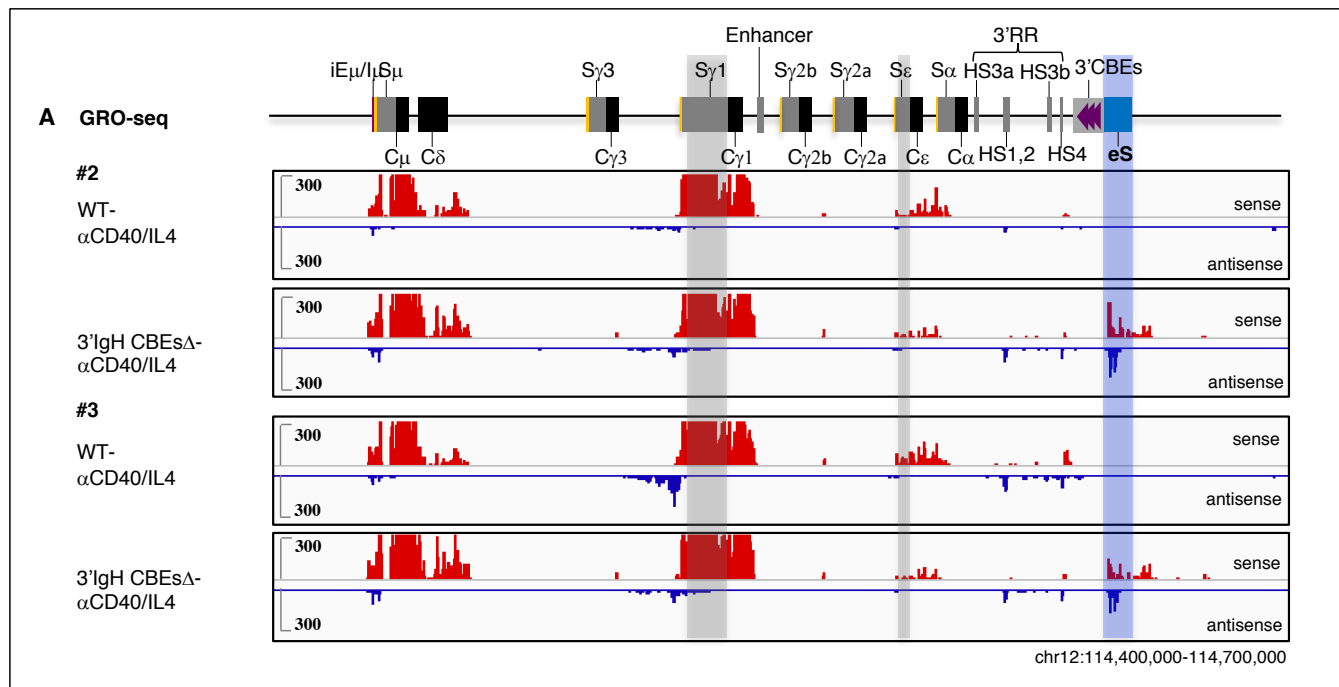 Enhancer 3'RR
iEμ/IμSμ Sγ3 Sγ1 Sγ2b Sγ2a Sε Sα HS3a HS3b 3'CBEs
A GRO-seq
Cμ Cδ Cγ3 Cγ1 Cγ2b Cγ2a Cε Cα HS1,2 HS4 eS
#2
WT-
αCD40/IL4
300
sense
300
antisense
3'IgH CBEsΔ-
αCD40/IL4
300
sense
300
antisense
#3
WT-
αCD40/IL4
300
sense
300
antisense
3'IgH CBEsΔ-
αCD40/IL4
300
sense
300
antisense
chr12:114,400,000-114,700,000